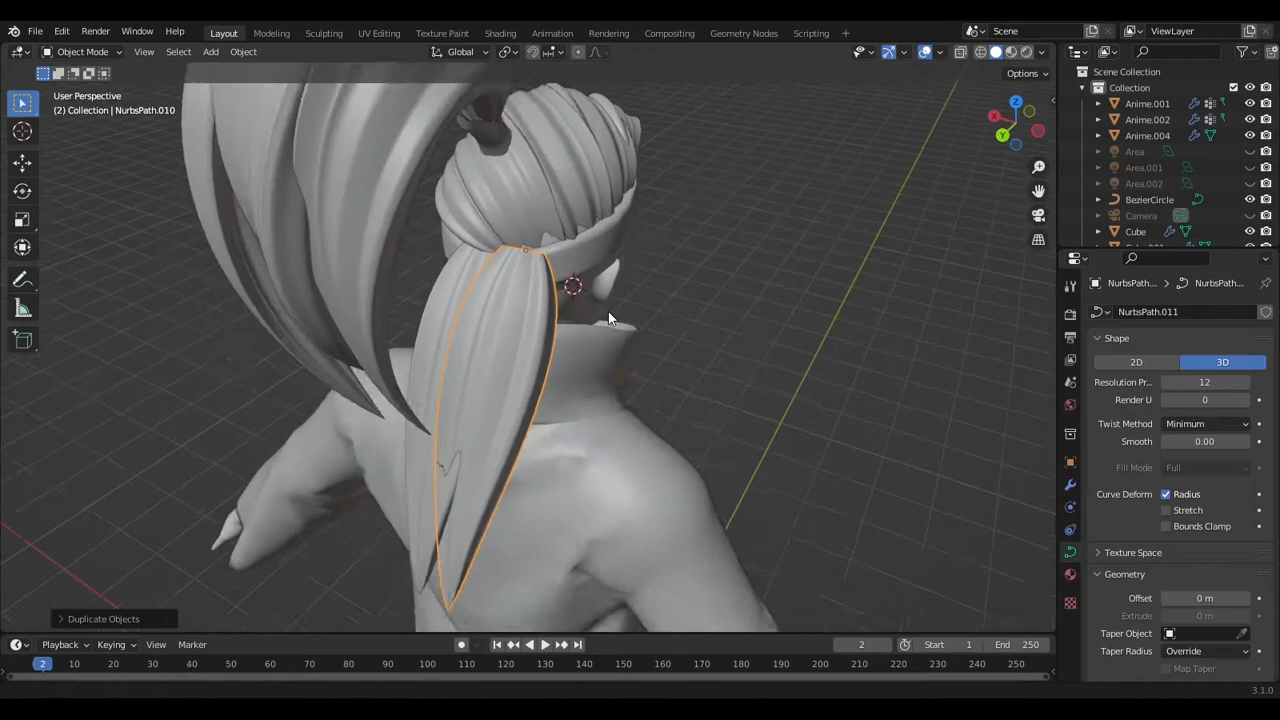 File Edit Render Window Help Layout Modeling Sculpting UV Editing Texture Paint Shading Animation Rendering Compositing Geometry Nodes Scripting + Scene ViewLayer
Object Mode View Select Add Object Global
Options
User Perspective
(2) Collection | NurbsPath.010
X
Y
Z
Scene Collection
Collection
Anime.001
Anime.002
Anime.004
Area
Area.001
Area.002
BezierCircle
Camera
Cube
NurbsPath.... > NurbsPath....
NurbsPath.011
Shape
2D 3D
Resolution Pr... 12
Render U 0
Twist Method Minimum
Smooth 0.00
Fill Mode Full
Curve Deform Radius
Stretch
Bounds Clamp
Texture Space
Geometry
Offset 0 m
Extrude 0 m
Taper Object
Taper Radius Override
Map Taper
Duplicate Objects
Playback Keying View Marker 2 Start 1 End 250
2 10 20 30 40 50 60 70 80 90 100 110 120 130 140 150 160 170 180 190 200 210 220 230 240 250
3.1.0